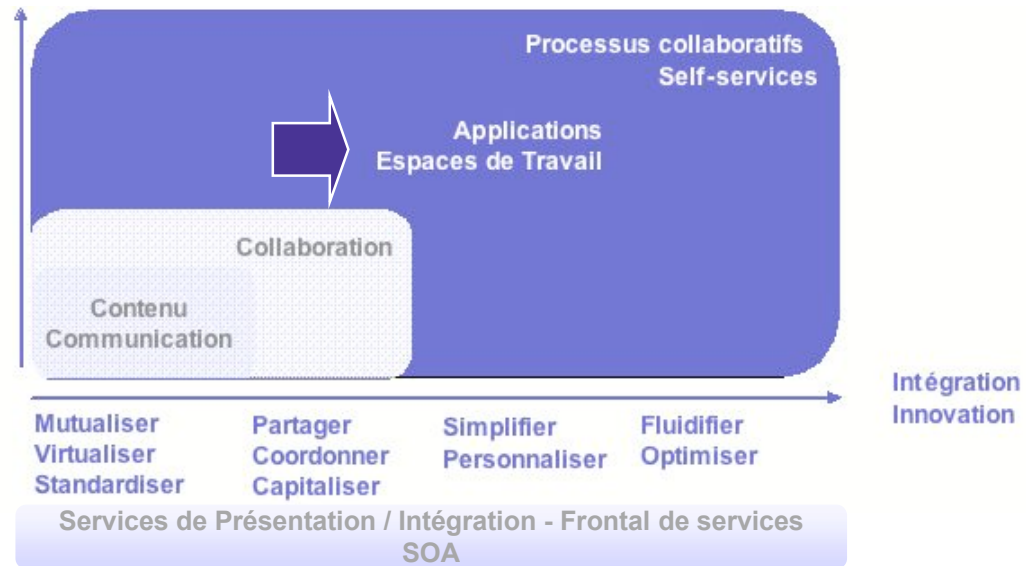 Processus collaboratifs
Self-services
Applications
Espaces de Travail
Collaboration
Contenu
Communication
Intégration
Innovation
Mutualiser
Virtualiser
Standardiser
Partager
Coordonner
Capitaliser
Simplifier
Personnaliser
Fluidifier
Optimiser
Services de Présentation / Intégration - Frontal de services
SOA